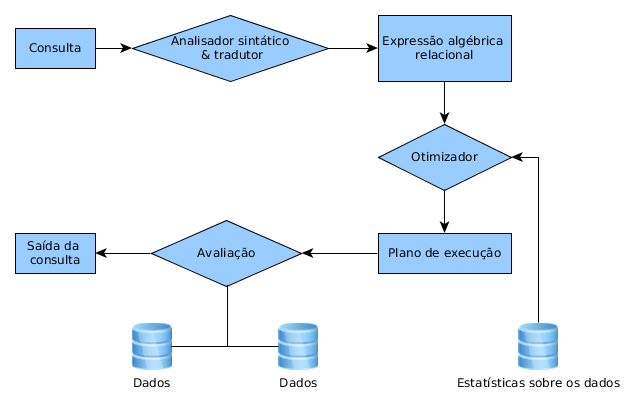 Consulta
Analisador sintático
& tradutor
Expressão algébrica
relacional
Otimizador
Plano de execução
Avaliação
Saída da
consulta
Dados
Dados
Estatísticas sobre os dados